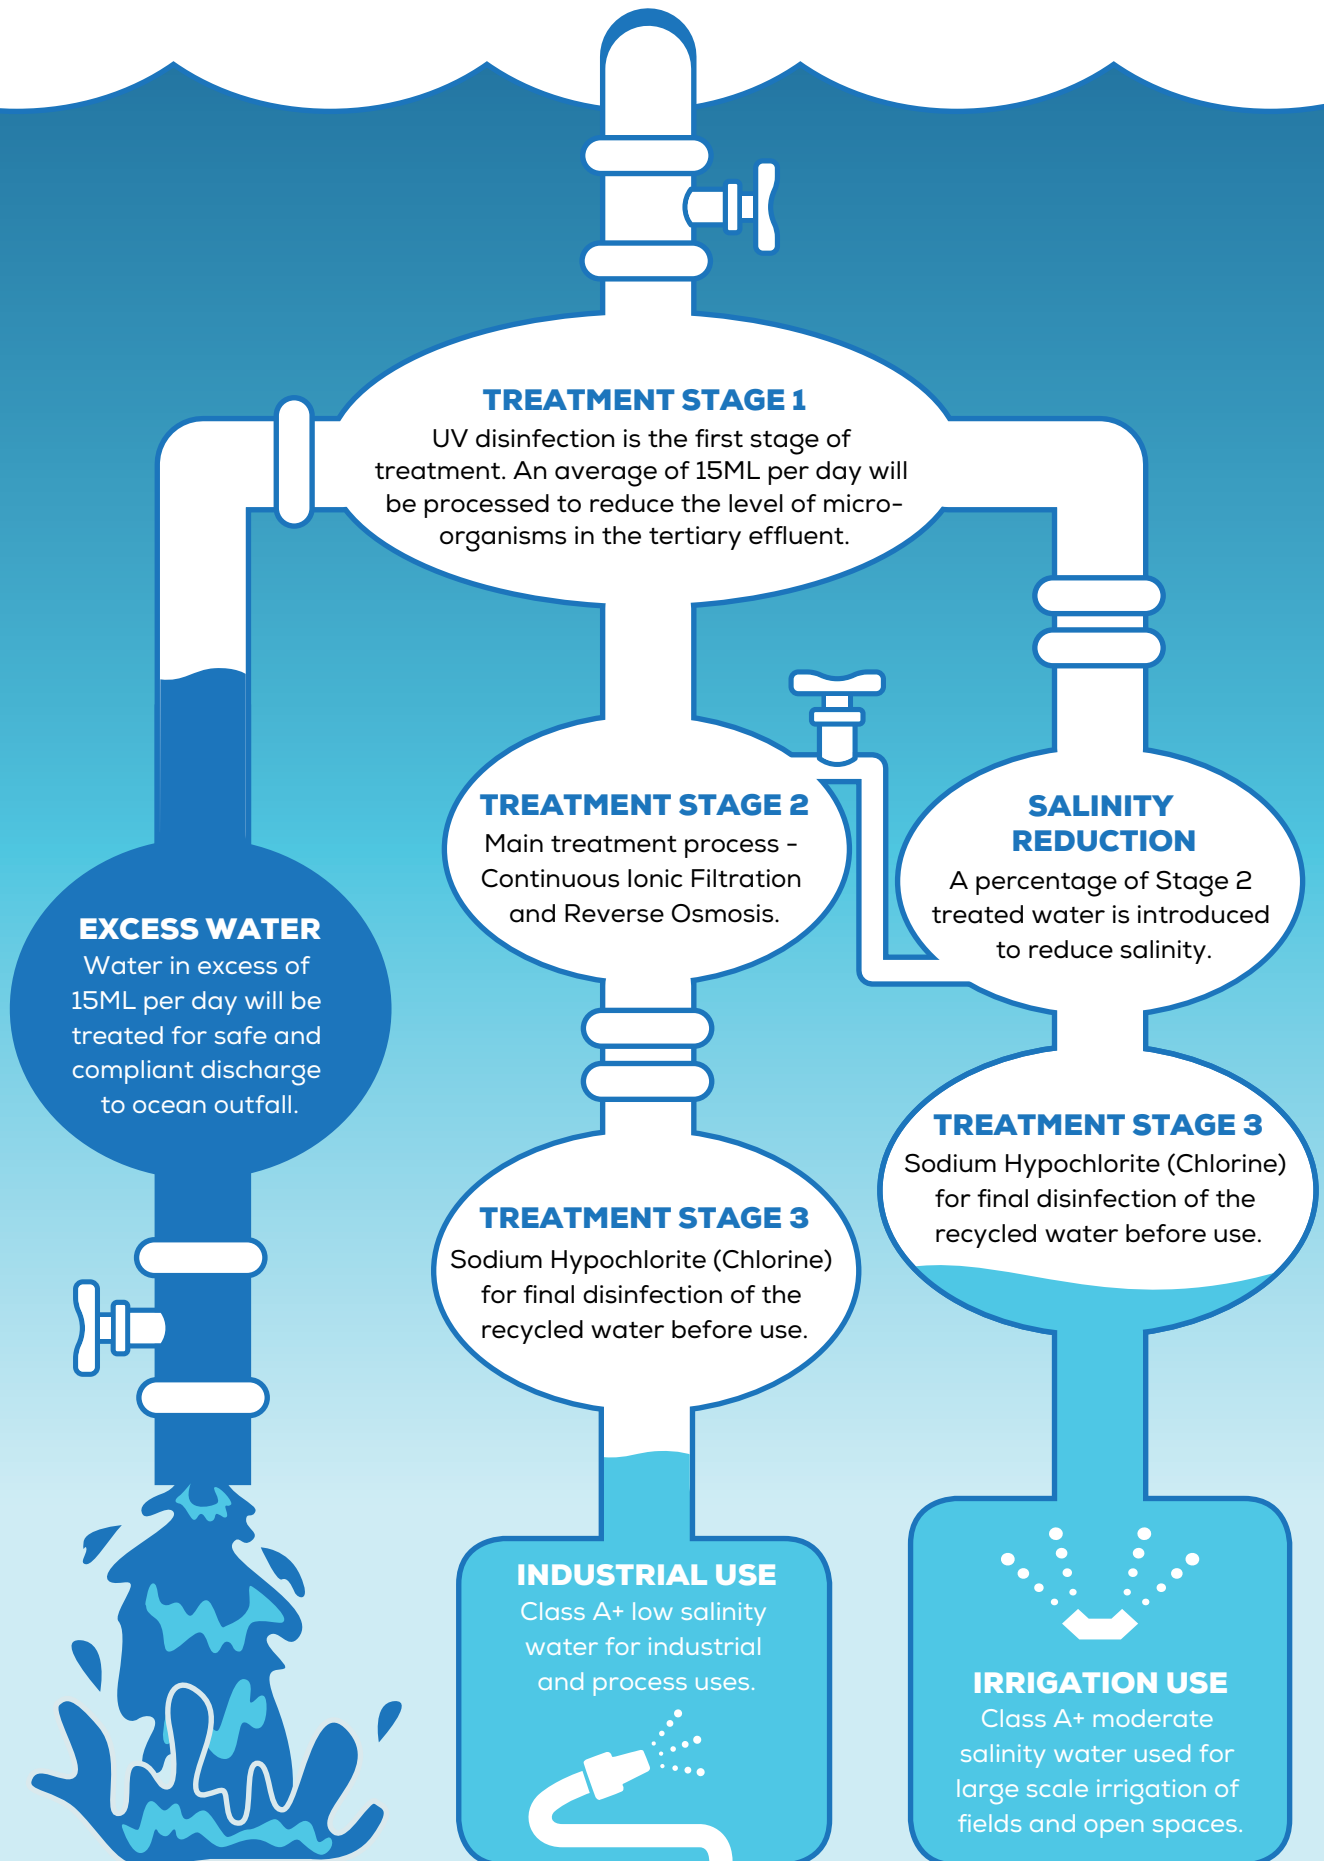 TREATMENT STAGE 1
UV disinfection is the first stage of
treatment. An average of 15ML per day will
be processed to reduce the level of micro-
organisms in the tertiary effluent.
EXCESS WATER
Water in excess of
15ML per day will be
treated for safe and
compliant discharge
to ocean outfall.
TREATMENT STAGE 2
Main treatment process -
Continuous Ionic Filtration
and Reverse Osmosis.
TREATMENT STAGE 3
Sodium Hypochlorite (Chlorine)
for final disinfection of the
recycled water before use.
INDUSTRIAL USE
Class A+ low salinity
water for industrial
and process uses.
SALINITY
REDUCTION
A percentage of Stage 2
treated water is introduced
to reduce salinity.
TREATMENT STAGE 3
Sodium Hypochlorite (Chlorine)
for final disinfection of the
recycled water before use.
IRRIGATION USE
Class A+ moderate
salinity water used for
large scale irrigation of
fields and open spaces.